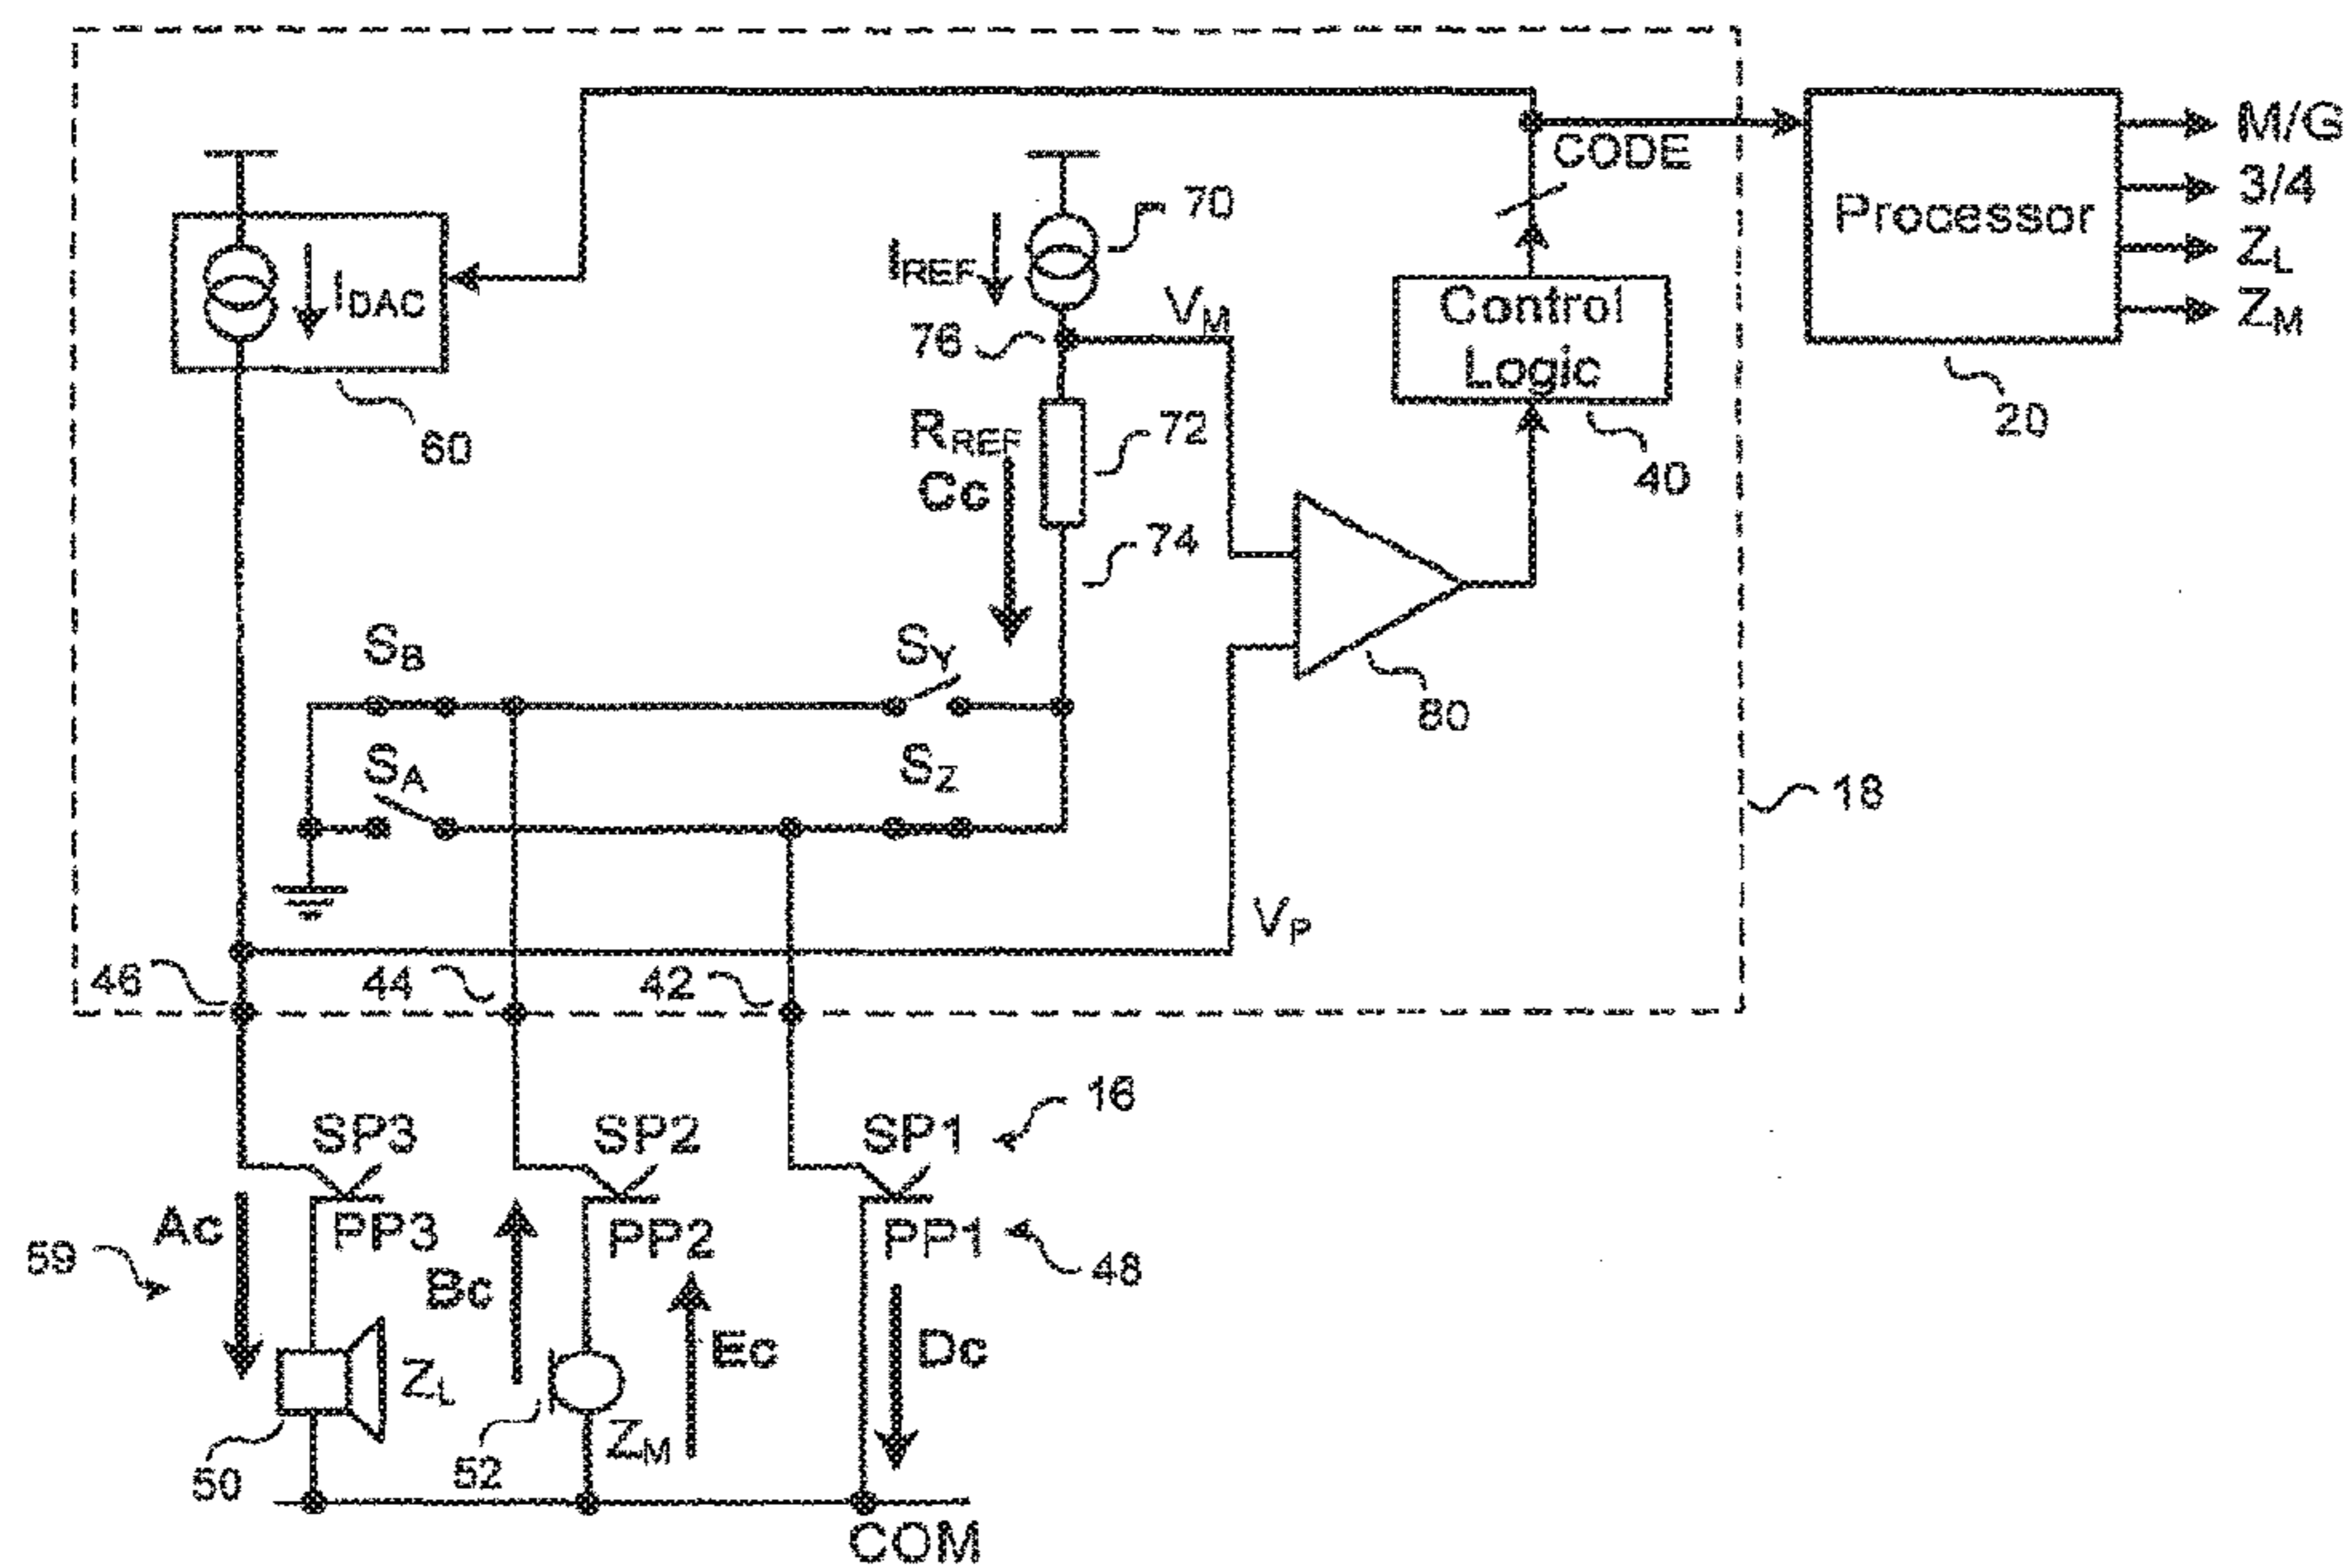 M/G
3/4
Z_L
Z_M
CODE
Processor
20
I_DAC
60
I_REF
70
76
V_M
Control
Logic
40
R_REF
72
Cc
74
80
S_B
S_Y
S_A
S_Z
18
V_P
46
44
42
SP3
SP2
SP1
16
Ac
PP3
PP2
PP1
48
59
Bc
Ec
Dc
Z_L
50
52
Z_M
COM